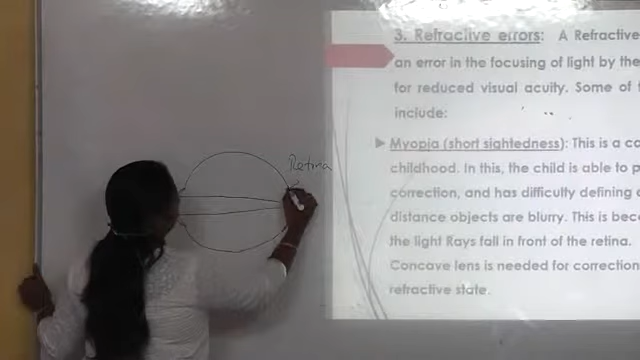 Retina
3. Refractive errors: A Refractive
an error in the focusing of light by the
for reduced visual acuity. Some of
include:
Myopia (short sightedness): This is a
childhood. In this, the child is able to
correction, and has difficulty defining
distance objects are blurry. This is
the light Rays fall in front of the retina.
Concave lens is needed for correction
refractive state.